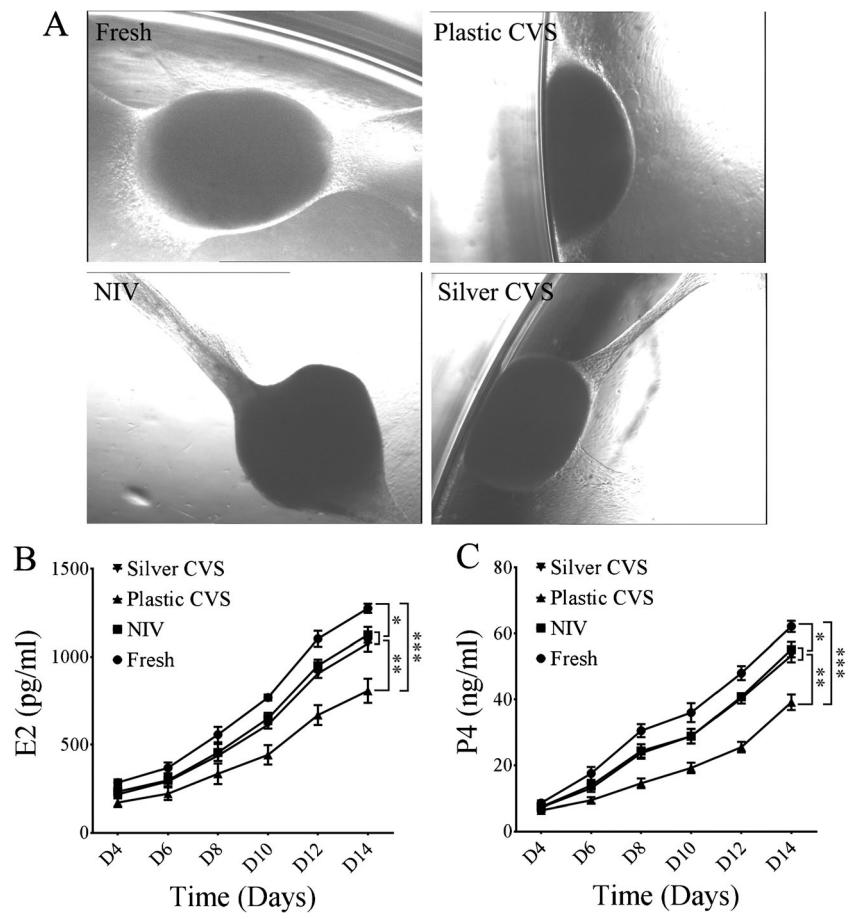 A
Fresh
Plastic CVS
NIV
Silver CVS
B
1500
1000
500
0
E2 (pg/ml)
Silver CVS
Plastic CVS
NIV
Fresh
*
**
***
D4
D6
D8
D10
D12
D14
Time (Days)
C
80
60
40
20
0
P4 (ng/ml)
Silver CVS
Plastic CVS
NIV
Fresh
*
**
***
D4
D6
D8
D10
D12
D14
Time (Days)